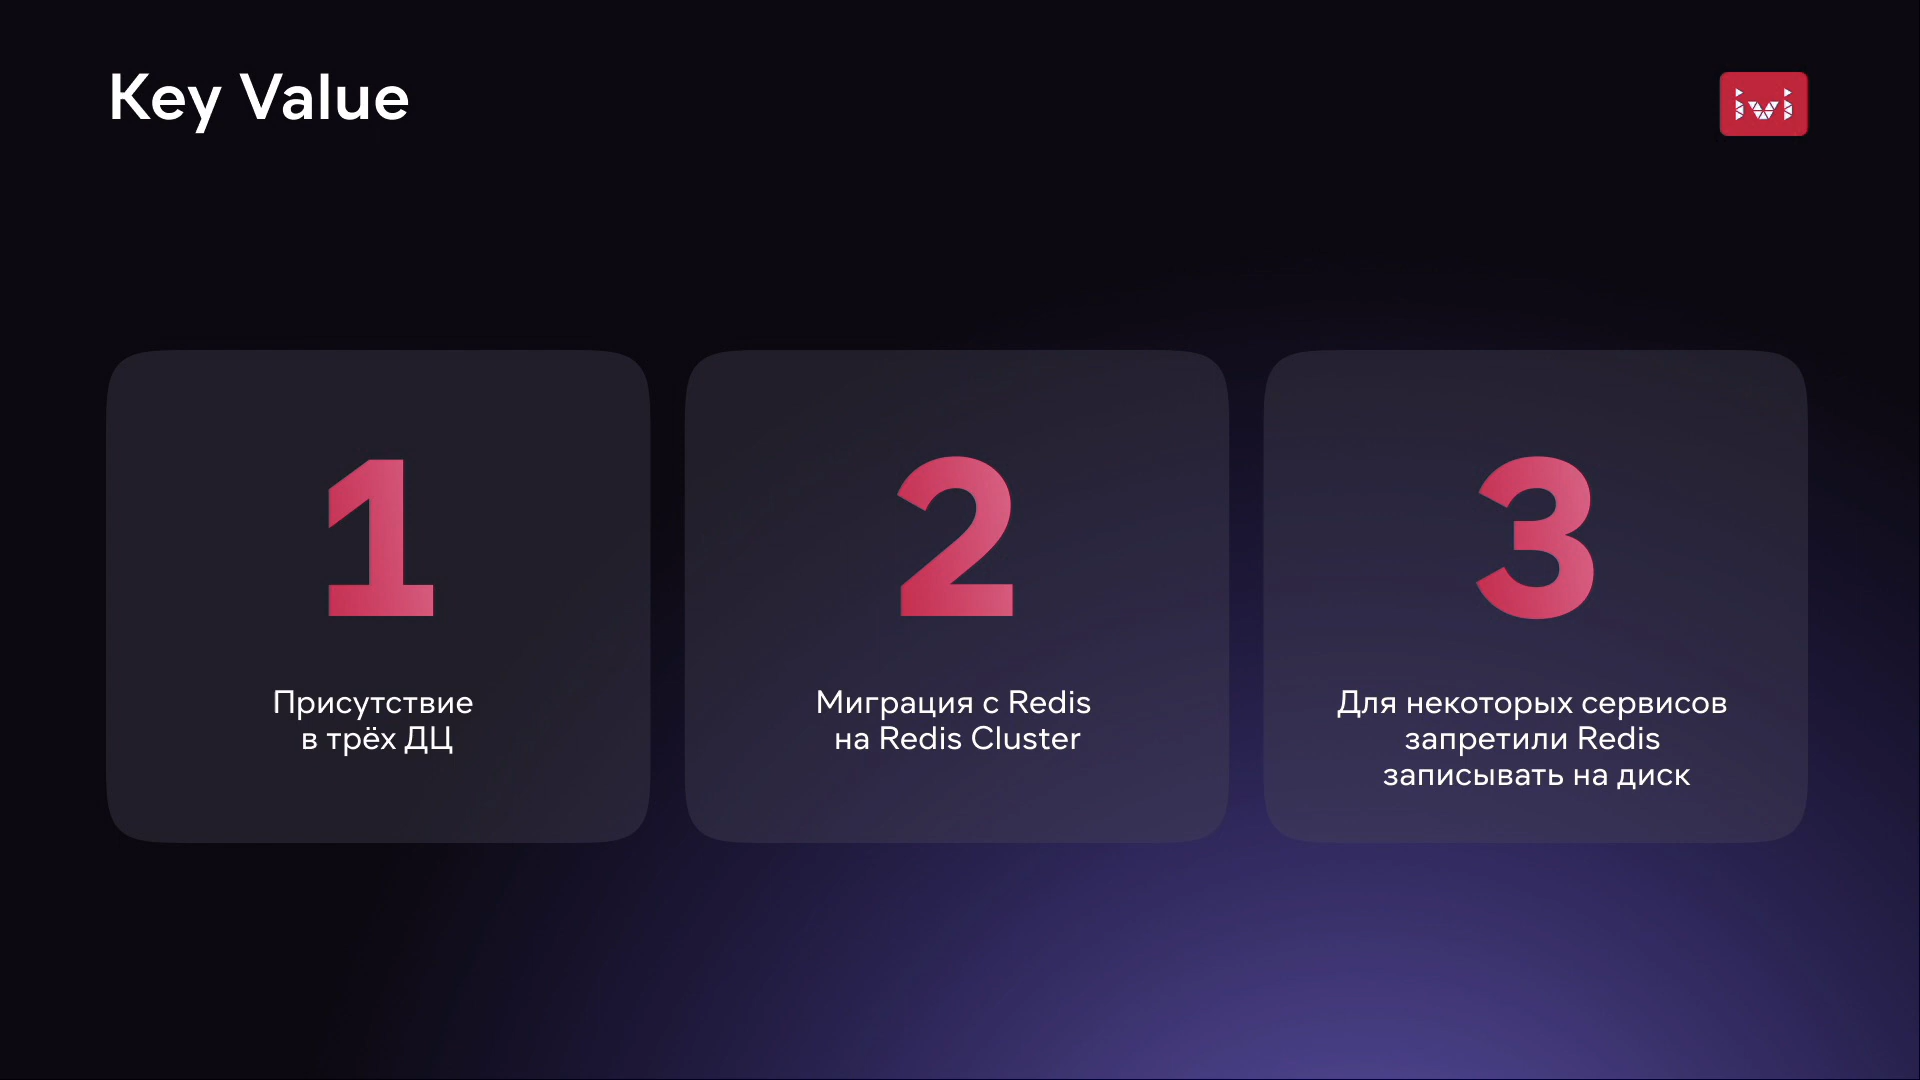 Key Value
ivi
1
Присутствие
в трёх ДЦ
2
Миграция с Redis
на Redis Cluster
3
Для некоторых сервисов
запретили Redis
записывать на диск